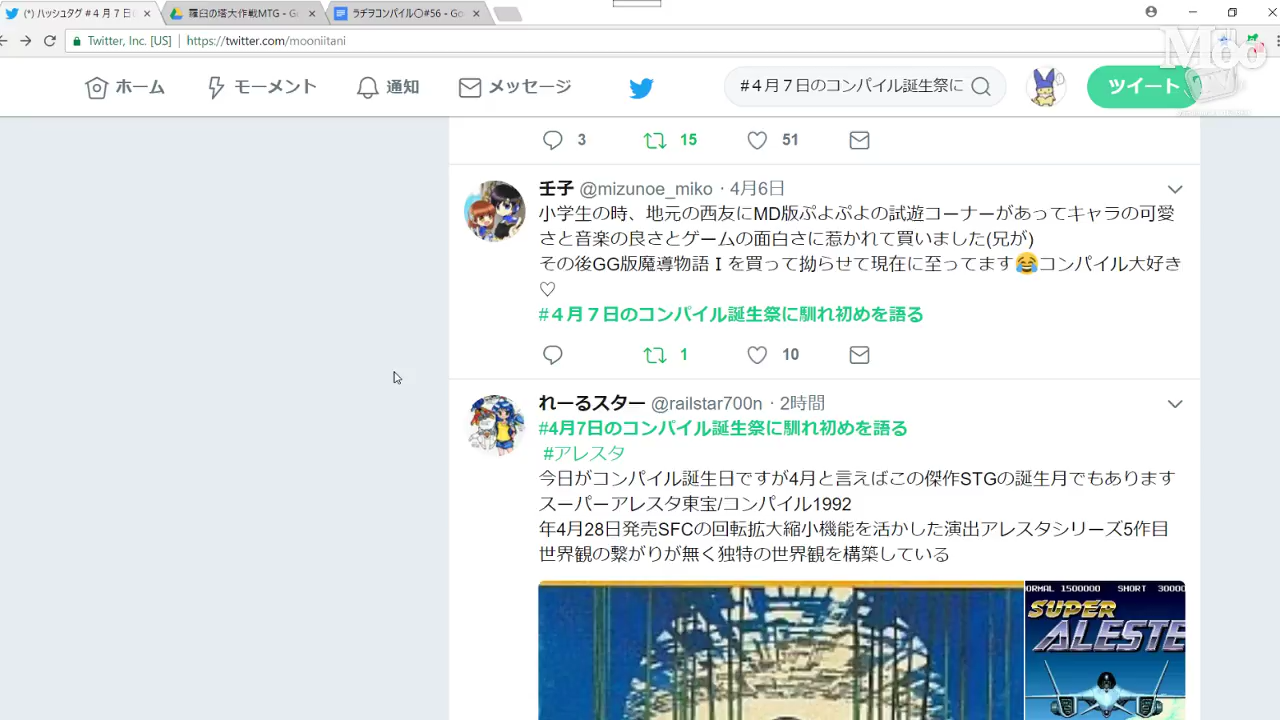 (*) ハッシュタグ#４月７日の
羅臼の塔大作戦MTG - Go
ラヂヲコンパイル〇#56 - Go
Twitter, Inc. [US] | https://twitter.com/mooniitani
Moo
ホーム モーメント 通知 メッセージ #４月７日のコンパイル誕生祭に ツイート
3 15 51
壬子 @mizunoe_miko · 4月6日
小学生の時、地元の西友にMD版ぷよぷよの試遊コーナーがあってキャラの可愛
さと音楽の良さとゲームの面白さに惹かれて買いました(兄が)
その後GG版魔導物語Ｉを買って拗らせて現在に至ってます😂コンパイル大好き
♡
#４月７日のコンパイル誕生祭に馴れ初めを語る
1 10
れーるスター @railstar700n · 2時間
#4月7日のコンパイル誕生祭に馴れ初めを語る
#アレスタ
今日がコンパイル誕生日ですが4月と言えばこの傑作STGの誕生月でもあります
スーパーアレスタ東宝/コンパイル1992
年4月28日発売SFCの回転拡大縮小機能を活かした演出アレスタシリーズ5作目
世界観の繋がりが無く独特の世界観を構築している
ORMAL 1500000 SHORT 30000
SUPER
ALESTE